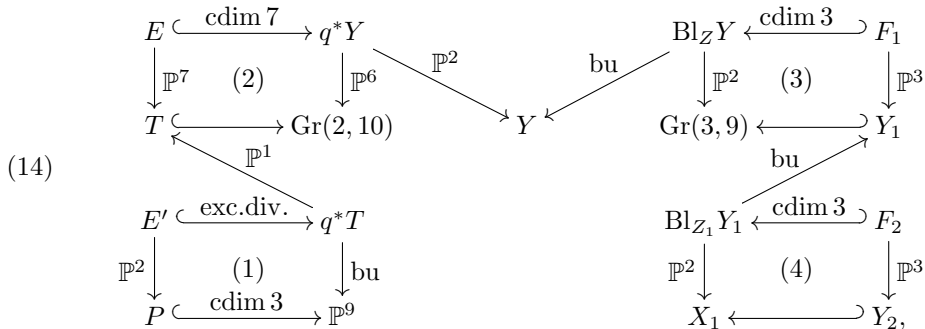 E cdim 7 q*Y Bl_Z Y cdim 3 F_1
ℙ^7 (2) ℙ^6 ℙ^2 bu ℙ^2 (3) ℙ^3
T Gr(2, 10) Y Gr(3, 9) Y_1
(14) ℙ^1 bu
E′ exc.div. q*T Bl_{Z_1} Y_1 cdim 3 F_2
ℙ^2 (1) bu ℙ^2 (4) ℙ^3
P cdim 3 ℙ^9 X_1 Y_2,